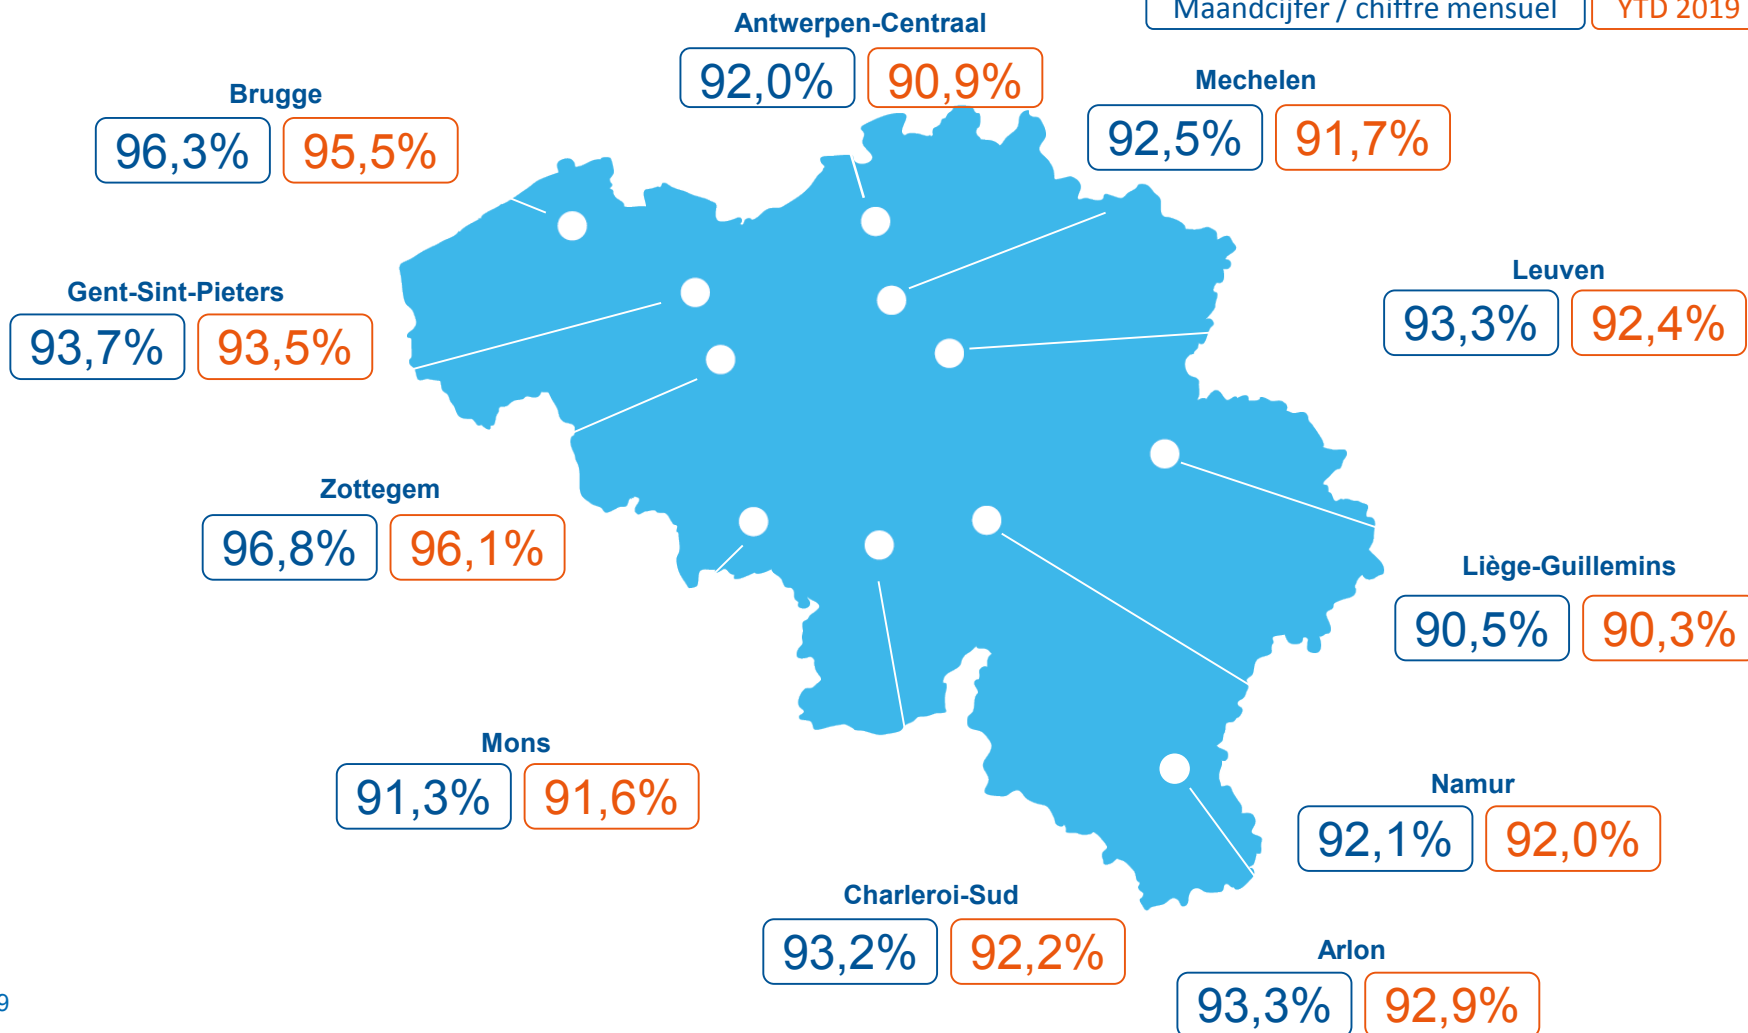 Maandcijfer / chiffre mensuel
YTD 2019
Antwerpen-Centraal
92,0% 90,9%
Mechelen
92,5% 91,7%
Brugge
96,3% 95,5%
Leuven
93,3% 92,4%
Gent-Sint-Pieters
93,7% 93,5%
Zottegem
96,8% 96,1%
Liège-Guillemins
90,5% 90,3%
Mons
91,3% 91,6%
Namur
92,1% 92,0%
Charleroi-Sud
93,2% 92,2%
Arlon
93,3% 92,9%
9